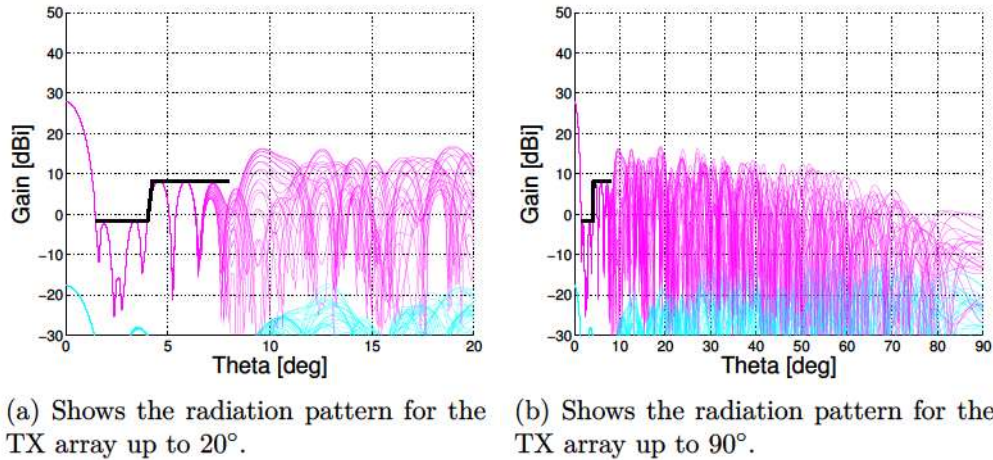 50
40
30
20
10
0
−10
−20
−30
Gain [dBi]
0 5 10 15 20
Theta [deg]
50
40
30
20
10
0
−10
−20
−30
Gain [dBi]
0 10 20 30 40 50 60 70 80 90
Theta [deg]
(a) Shows the radiation pattern for the
TX array up to 20°.
(b) Shows the radiation pattern for the
TX array up to 90°.